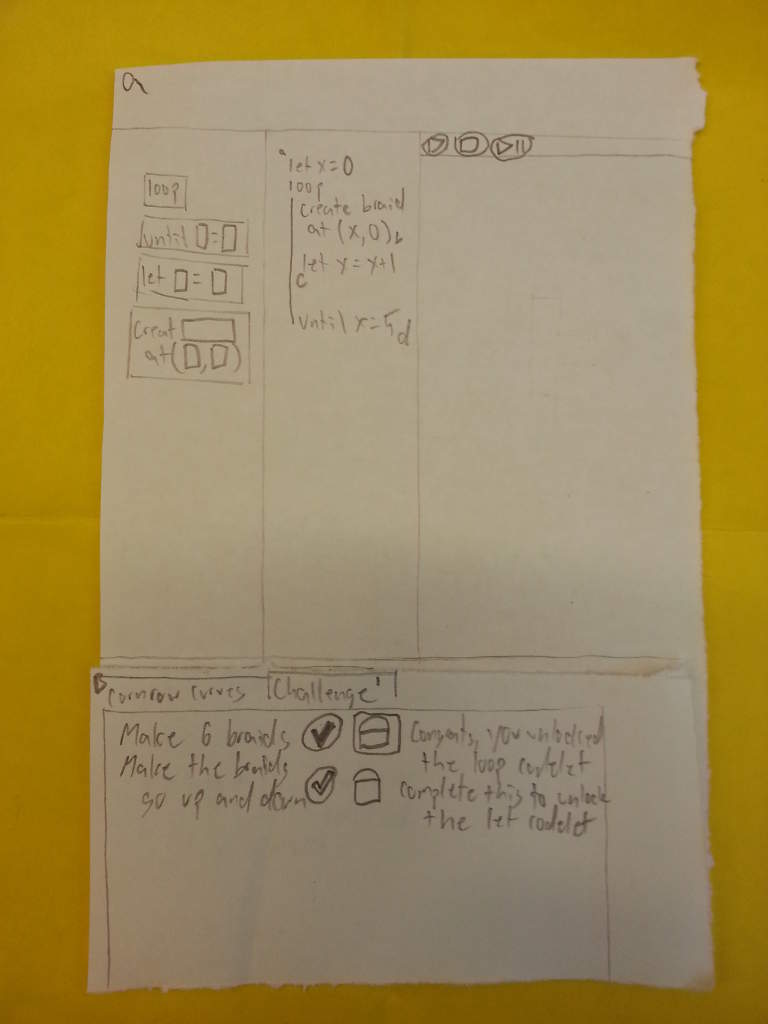 a
loop
until □=□
let □=□
creat
at(□,□)
a
let x=0
loop
create braid
at (x,0) b
let x=x+1
c
until x=5 d
B
cornrow curves
Challenge
Make 6 braids
Congrats, you unlocked
the loop codelet
Make the braids
go up and down
complete this to unlock
the let codelet